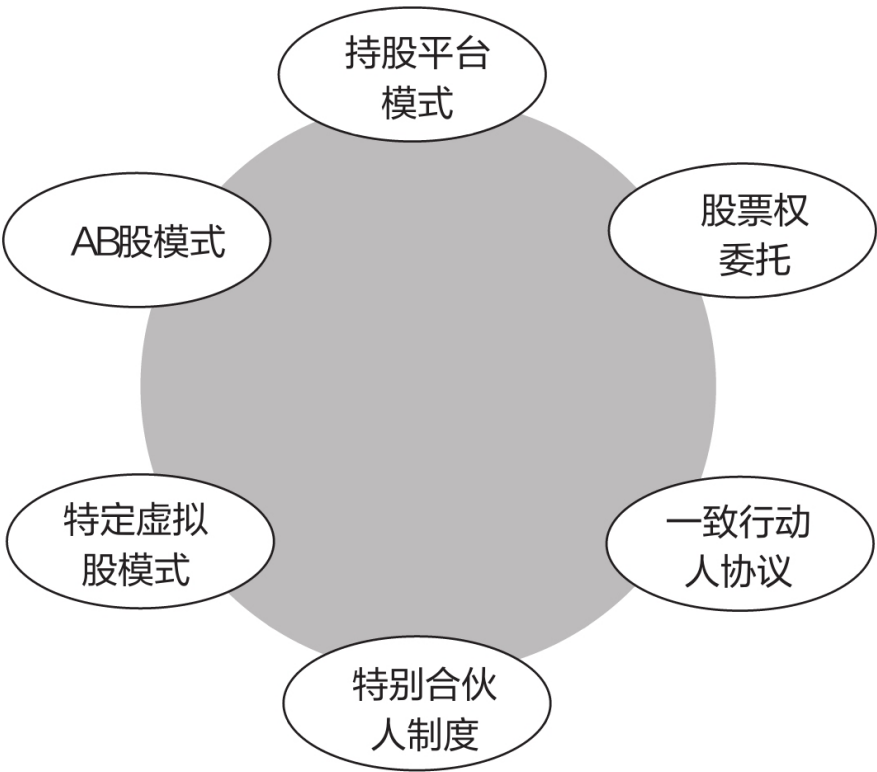 持股平台
模式
股票权
委托
一致行动
人协议
特别合伙
人制度
特定虚拟
股模式
AB股模式